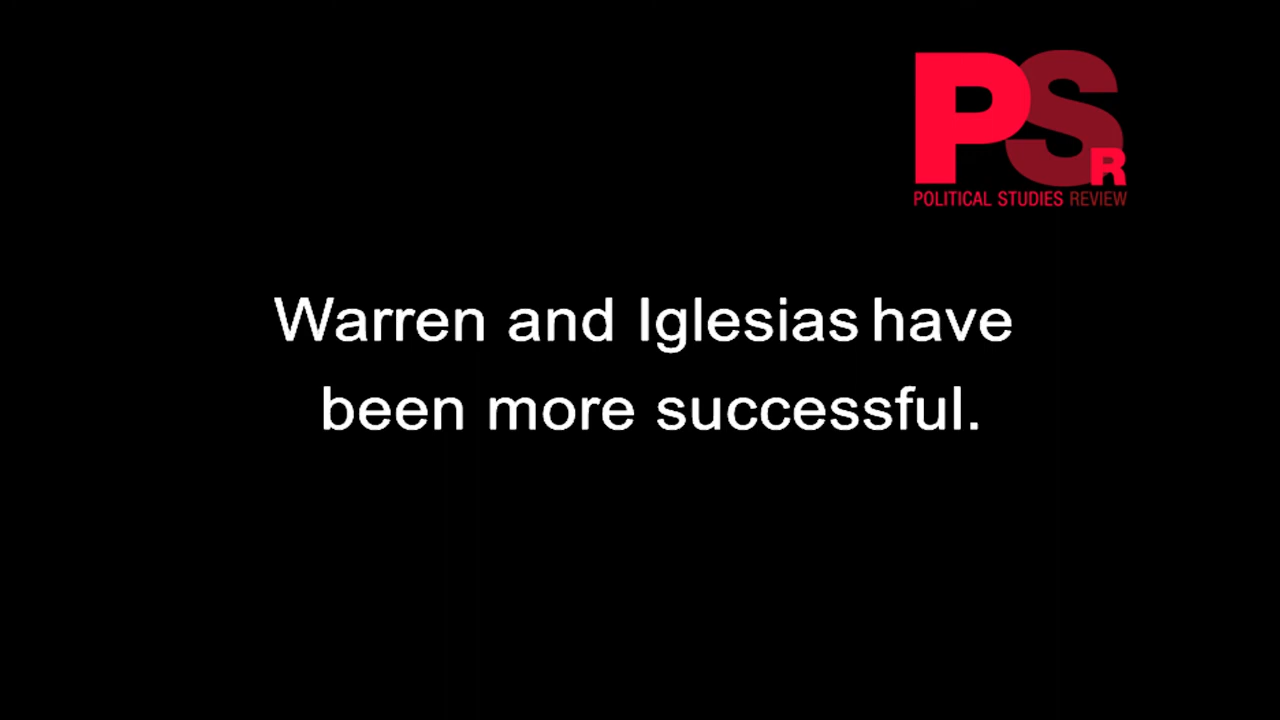 PSR
POLITICAL STUDIES REVIEW
Warren and Iglesias have
been more successful.